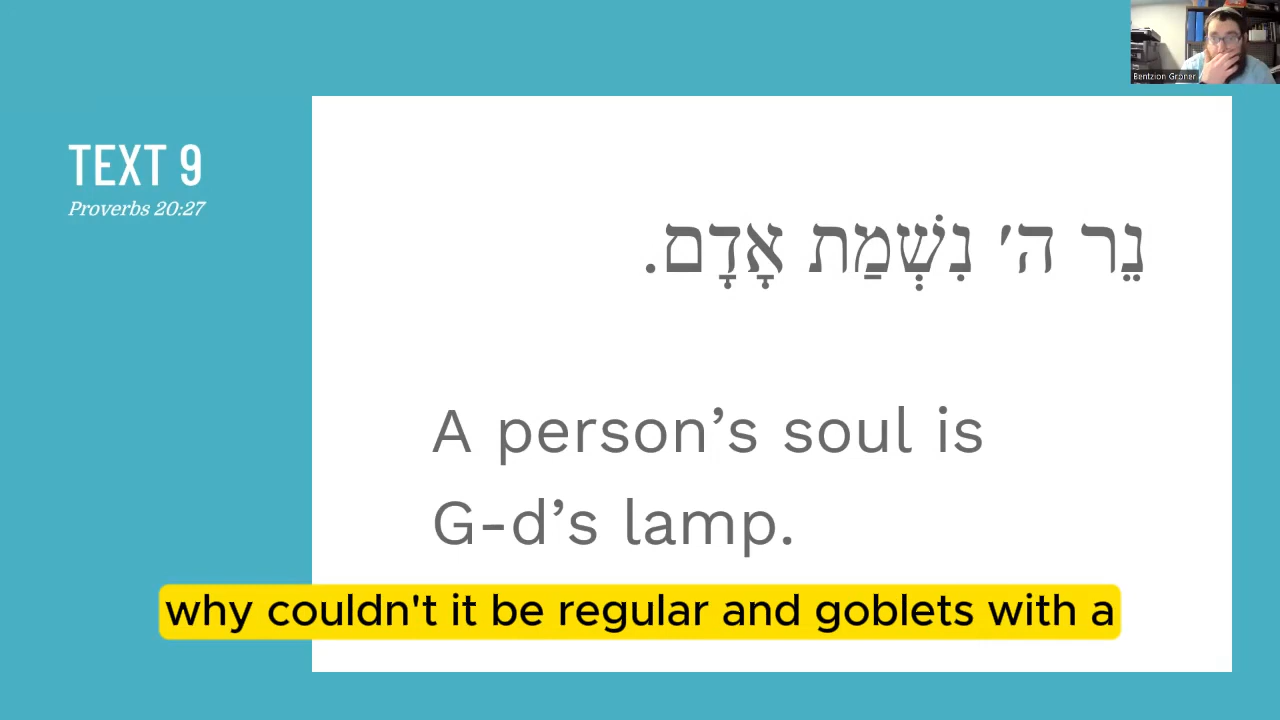 Bentzion Groner
TEXT 9
Proverbs 20:27
נֵר ה׳ נִשְׁמַת אָדָם.
A person’s soul is
G-d’s lamp.
why couldn't it be regular and goblets with a